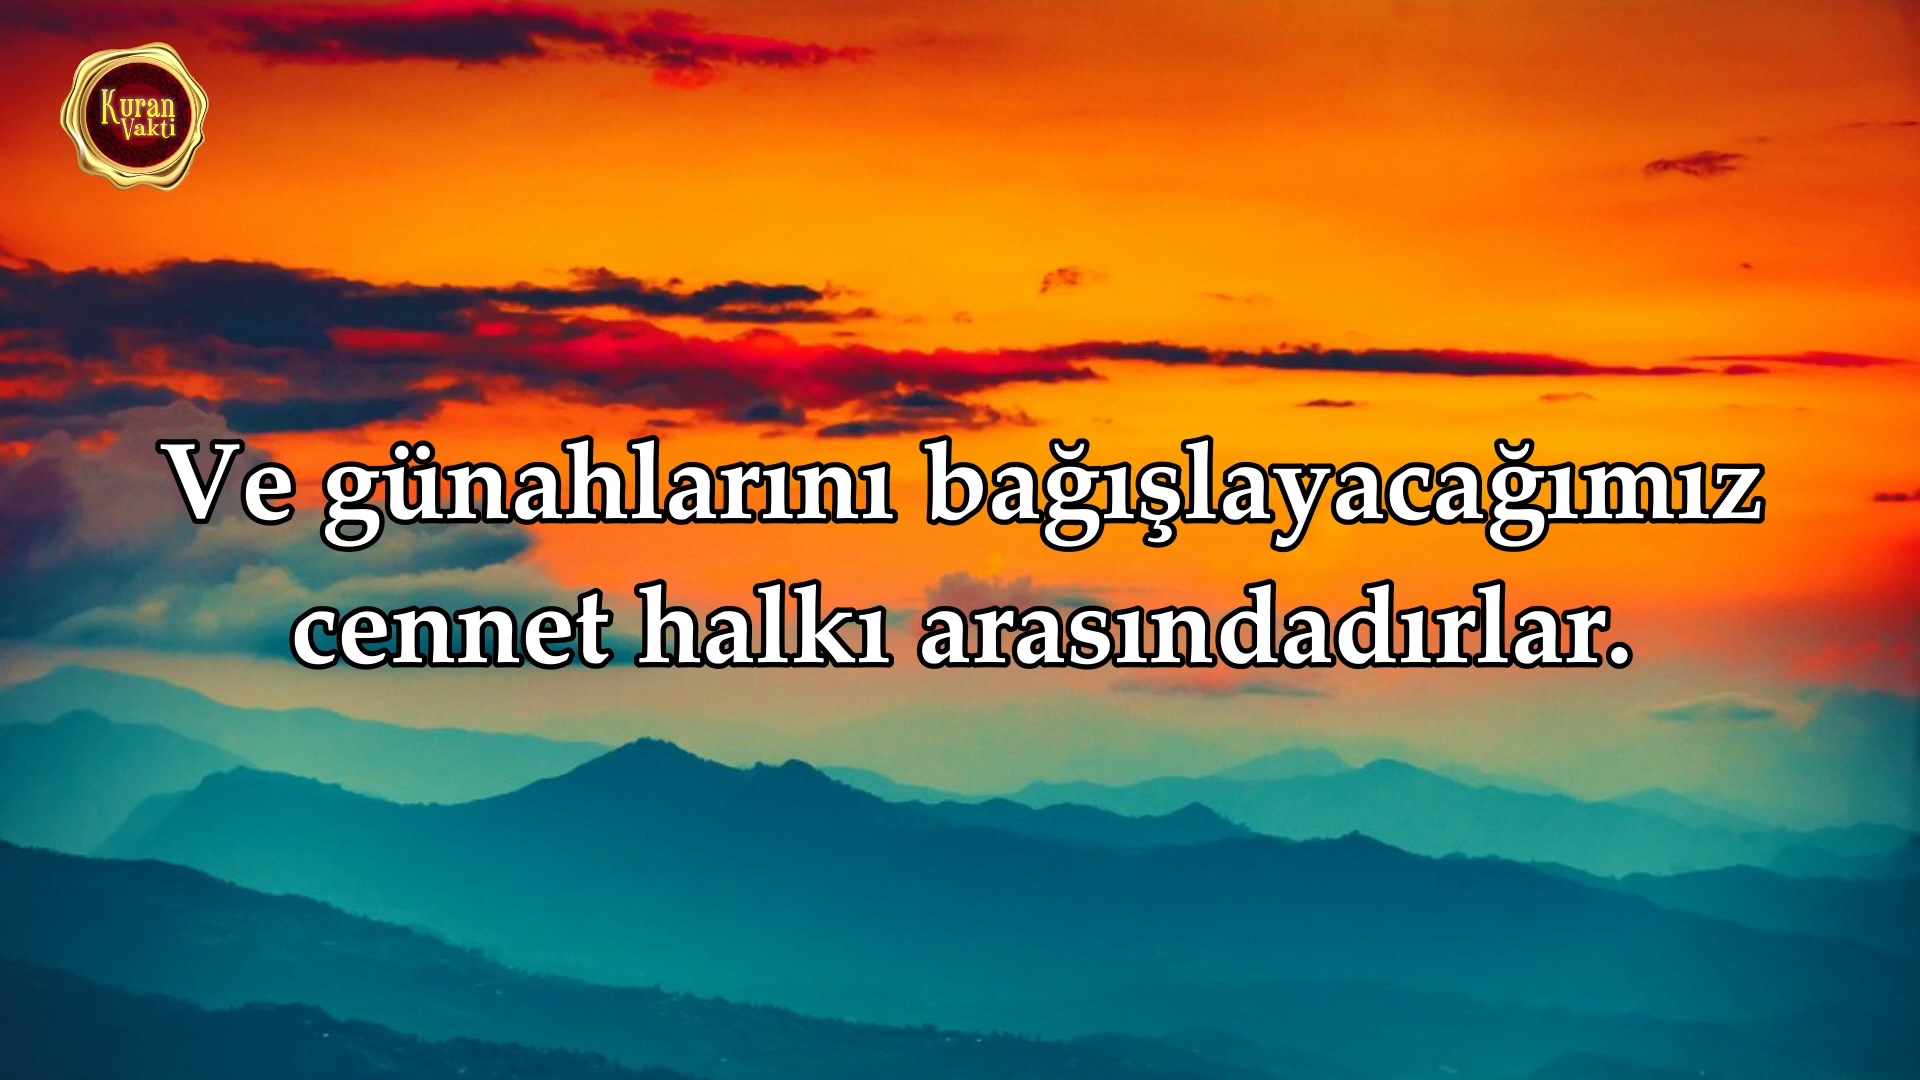 Kuran
Vakti
Ve günahlarını bağışlayacağımız
cennet halkı arasındadırlar.